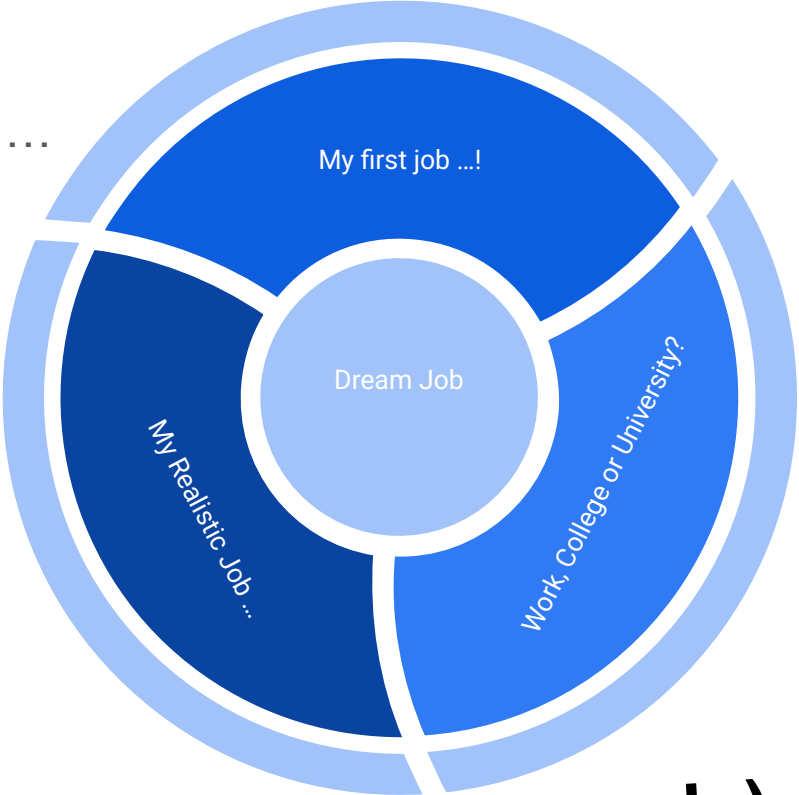 ...
My first job ...!
Dream Job
Work, College or University?
My Realistic Job ...